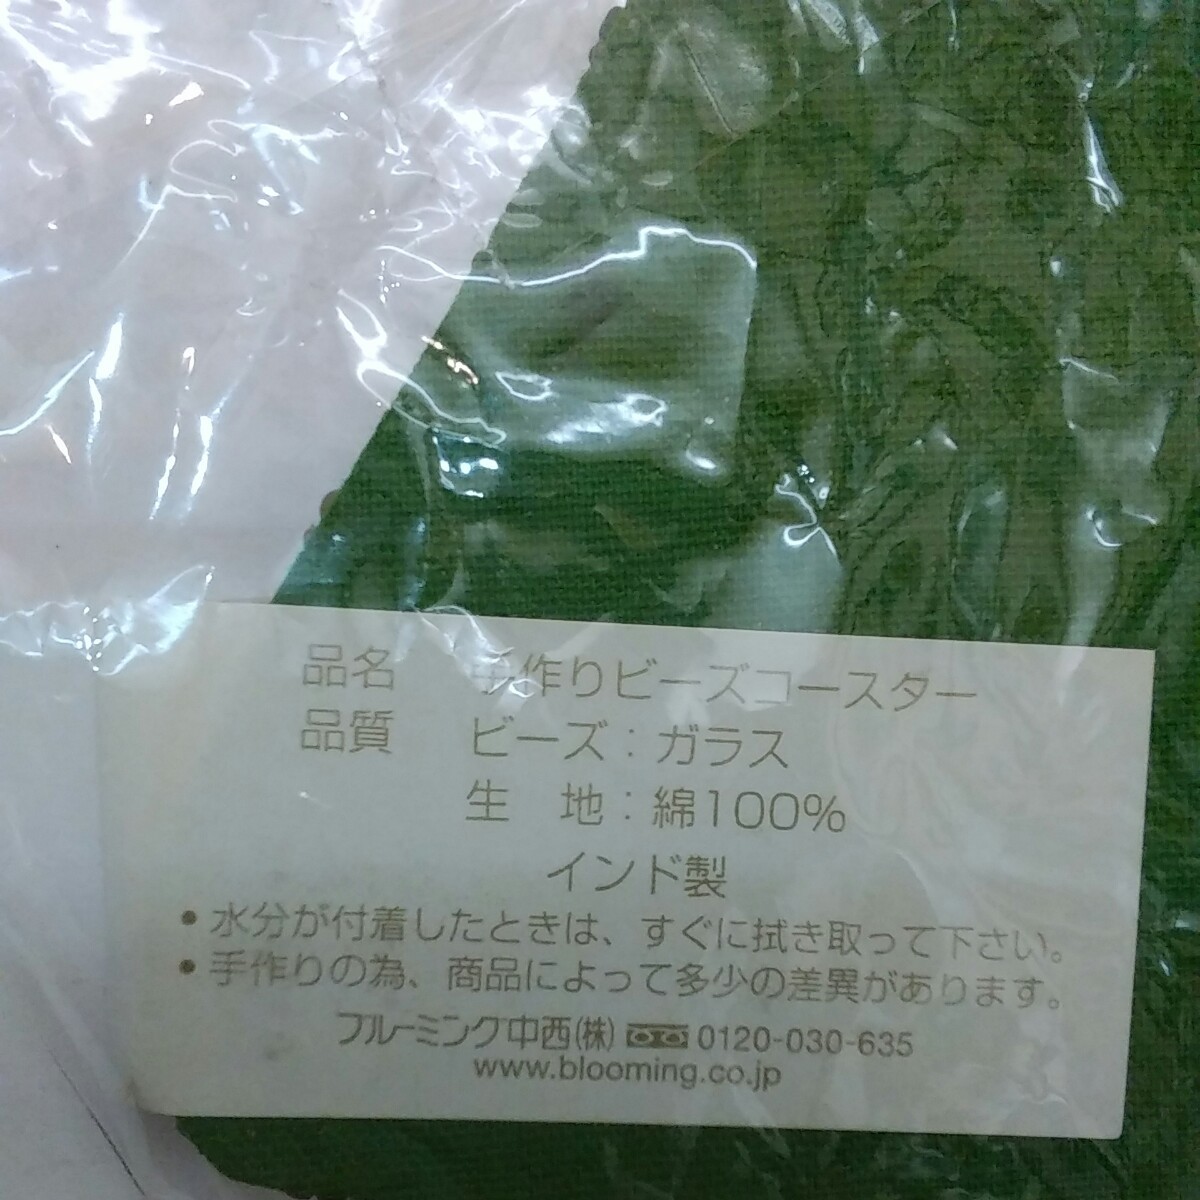 品名 手作りビーズコースター
品質 ビーズ：ガラス
生 地：綿100%
インド製
• 水分が付着したときは、すぐに拭き取って下さい。
• 手作りの為、商品によって多少の差異があります。
ブルーミング中西(株) 0120-030-635
www.blooming.co.jp